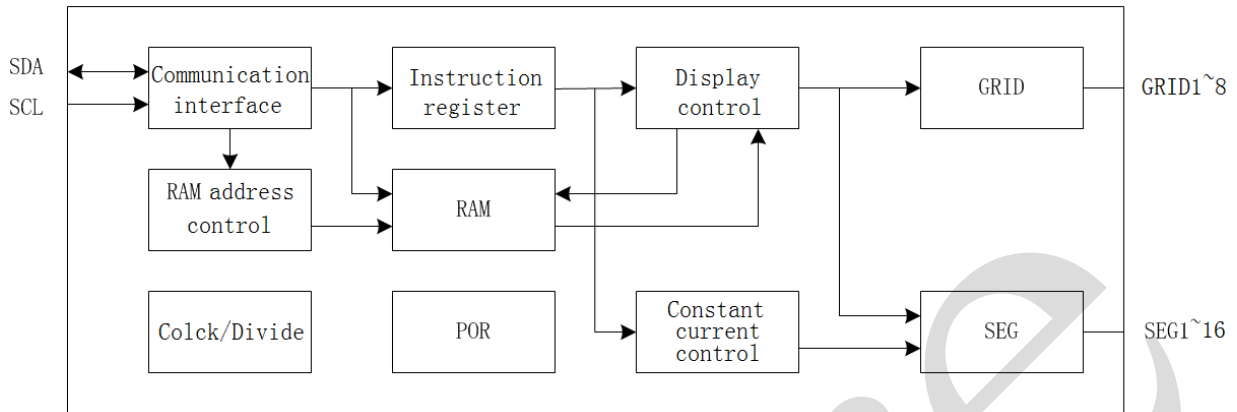 SDA
SCL
Communication
interface
Instruction
register
Display
control
GRID
GRID1~8
RAM address
control
RAM
Colck/Divide
POR
Constant
current
control
SEG
SEG1~16